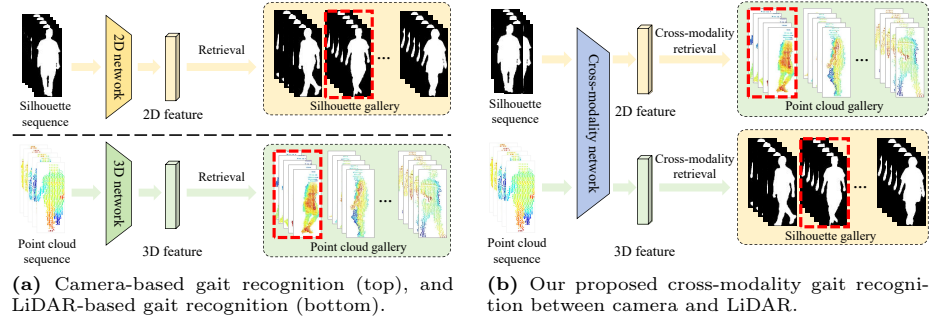 2D network
Retrieval
...
Silhouette
sequence
2D feature
Silhouette gallery
3D network
Retrieval
...
Point cloud
sequence
3D feature
Point cloud gallery
(a) Camera-based gait recognition (top), and
LiDAR-based gait recognition (bottom).
Cross-modality network
Cross-modality
retrieval
...
Silhouette
sequence
2D feature
Point cloud gallery
Cross-modality
retrieval
...
Point cloud
sequence
3D feature
Silhouette gallery
(b) Our proposed cross-modality gait recogni-
tion between camera and LiDAR.